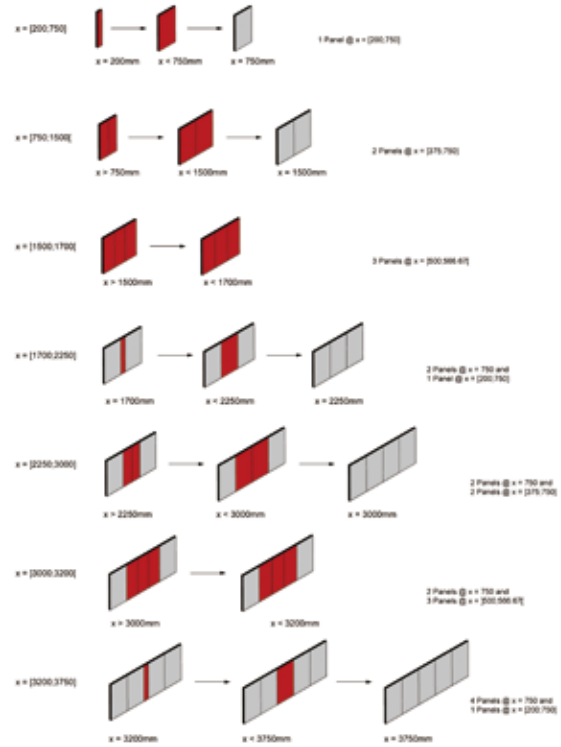 x = [200;750]
1 Panel @ x = [200;750]
x = 200mm x < 750mm x = 750mm
x = ]750;1500[
2 Panels @ x = ]375;750]
x > 750mm x < 1500mm x = 1500mm
x = ]1500;1700[
3 Panels @ x = ]500;566.67[
x > 1500mm x < 1700mm
x = [1700;2250]
2 Panels @ x = 750 and
1 Panel @ x = [200;750]
x = 1700mm x < 2250mm x = 2250mm
x = ]2250;3000]
2 Panels @ x = 750 and
2 Panels @ x = ]375;750]
x > 2250mm x < 3000mm x = 3000mm
x = ]3000;3200[
2 Panels @ x = 750 and
3 Panels @ x = ]500;566.67[
x > 3000mm x = 3200mm
x = [3200;3750]
4 Panels @ x = 750 and
1 Panels @ x = [200;750]
x = 3200mm x < 3750mm x = 3750mm